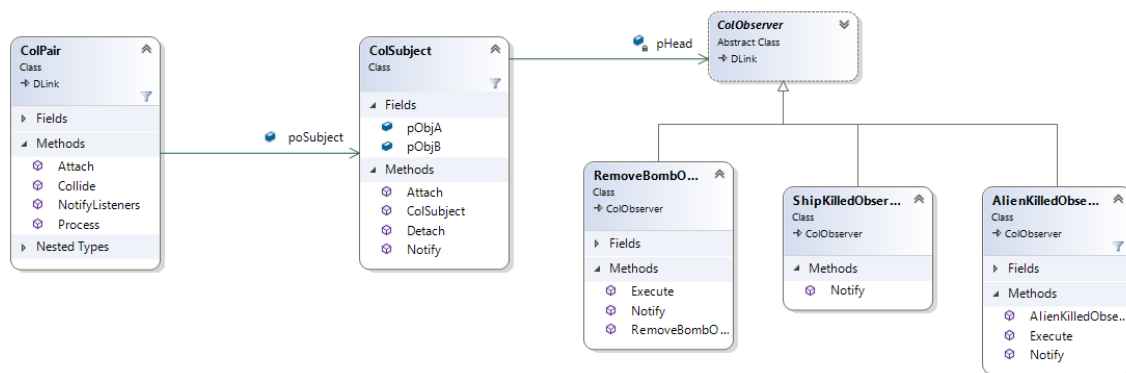 ColPair
Class
→ DLink
Fields
Methods
Attach
Collide
NotifyListeners
Process
Nested Types
poSubject
ColSubject
Class
Fields
pObjA
pObjB
Methods
Attach
ColSubject
Detach
Notify
pHead
ColObserver
Abstract Class
→ DLink
RemoveBombO...
Class
→ ColObserver
Fields
Methods
Execute
Notify
RemoveBombO...
ShipKilledObser...
Class
→ ColObserver
Methods
Notify
AlienKilledObse...
Class
→ ColObserver
Fields
Methods
AlienKilledObse...
Execute
Notify